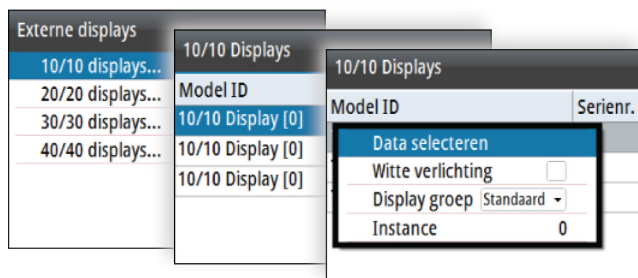 Externe displays
10/10 displays...
20/20 displays...
30/30 displays...
40/40 displays...
10/10 Displays
Model ID
10/10 Display [0]
10/10 Display [0]
10/10 Display [0]
10/10 Displays
Model ID Serienr.
Data selecteren
Witte verlichting
Display groep Standaard
Instance 0